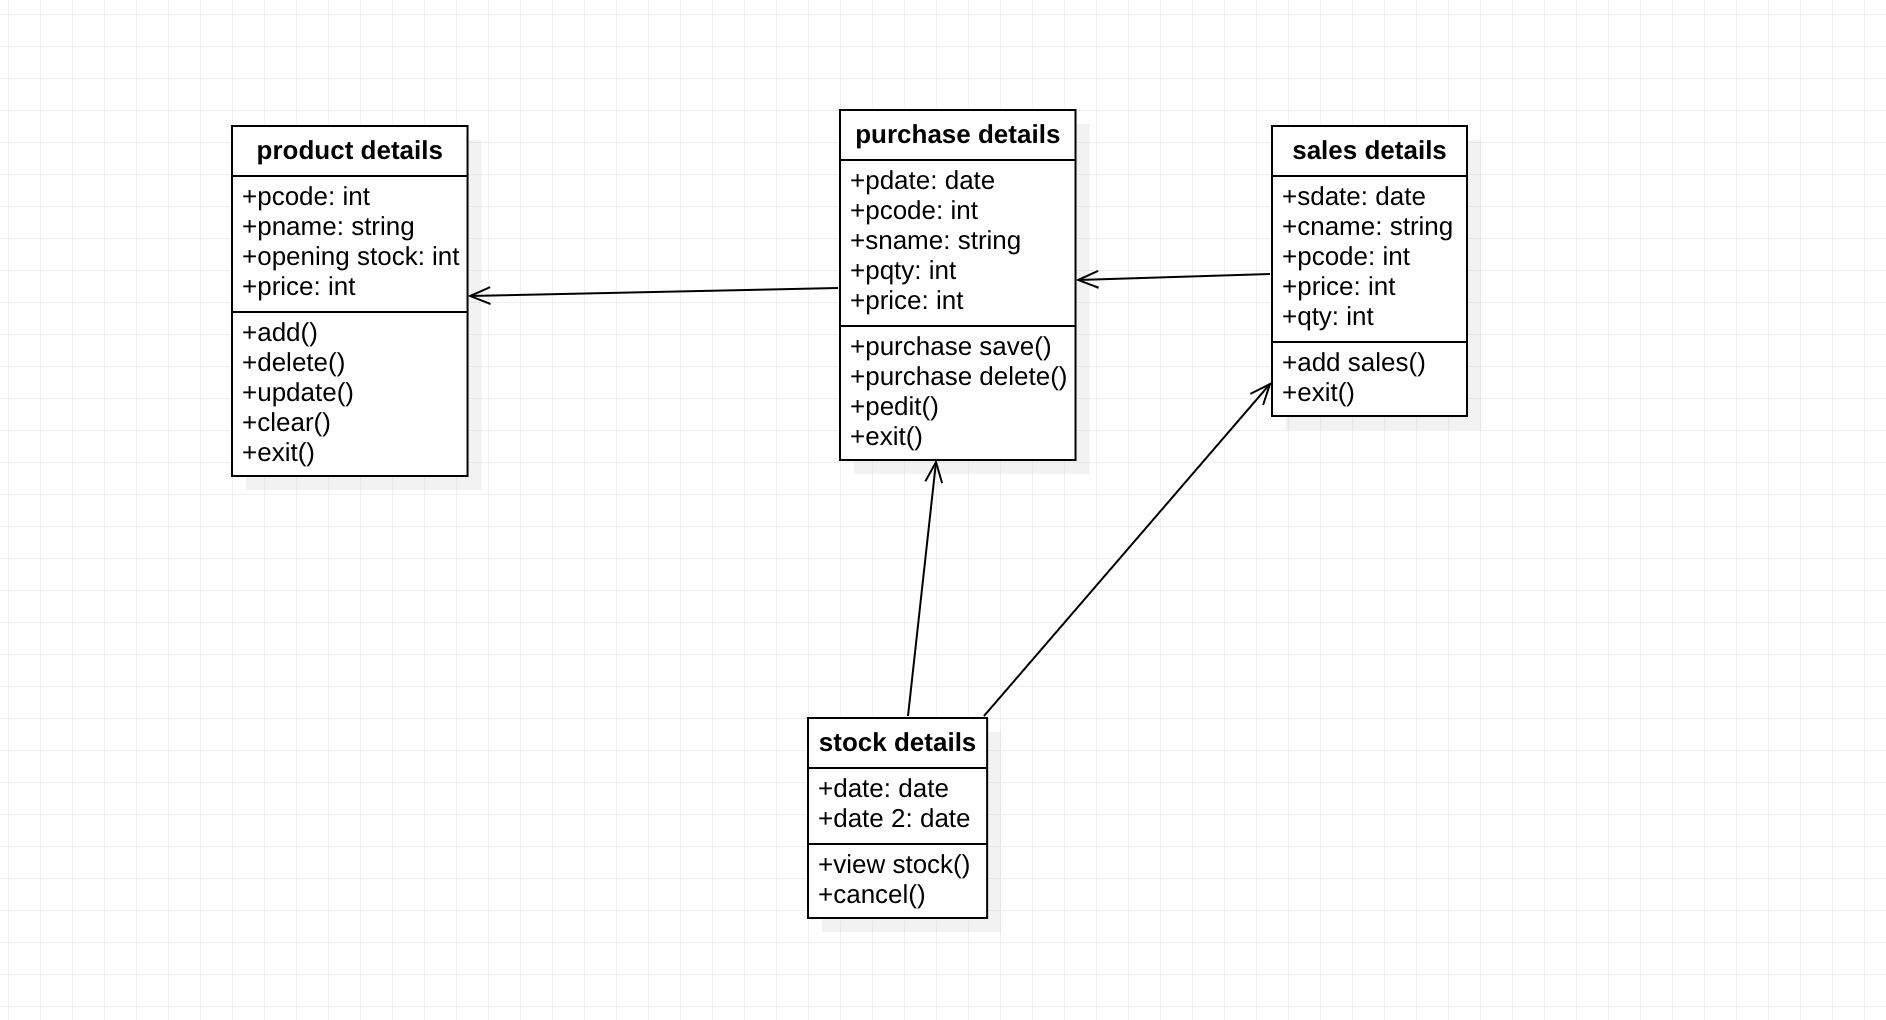 product details
+pcode: int
+pname: string
+opening stock: int
+price: int
+add()
+delete()
+update()
+clear()
+exit()
purchase details
+pdate: date
+pcode: int
+sname: string
+pqty: int
+price: int
+purchase save()
+purchase delete()
+pedit()
+exit()
sales details
+sdate: date
+cname: string
+pcode: int
+price: int
+qty: int
+add sales()
+exit()
stock details
+date: date
+date 2: date
+view stock()
+cancel()